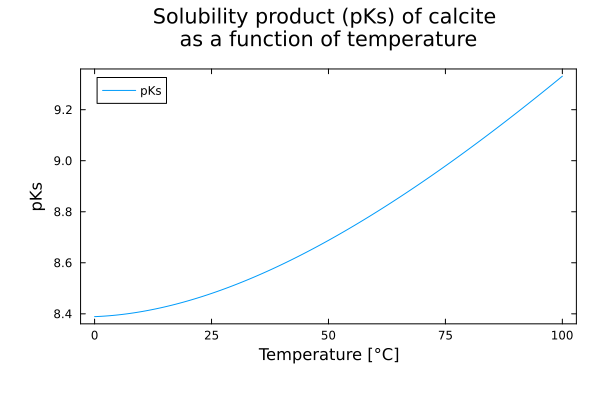 Solubility product (pKs) of calcite
as a function of temperature
pKs
9.2
9.0
8.8
8.6
8.4
pKs
0
25
50
75
100
Temperature [°C]